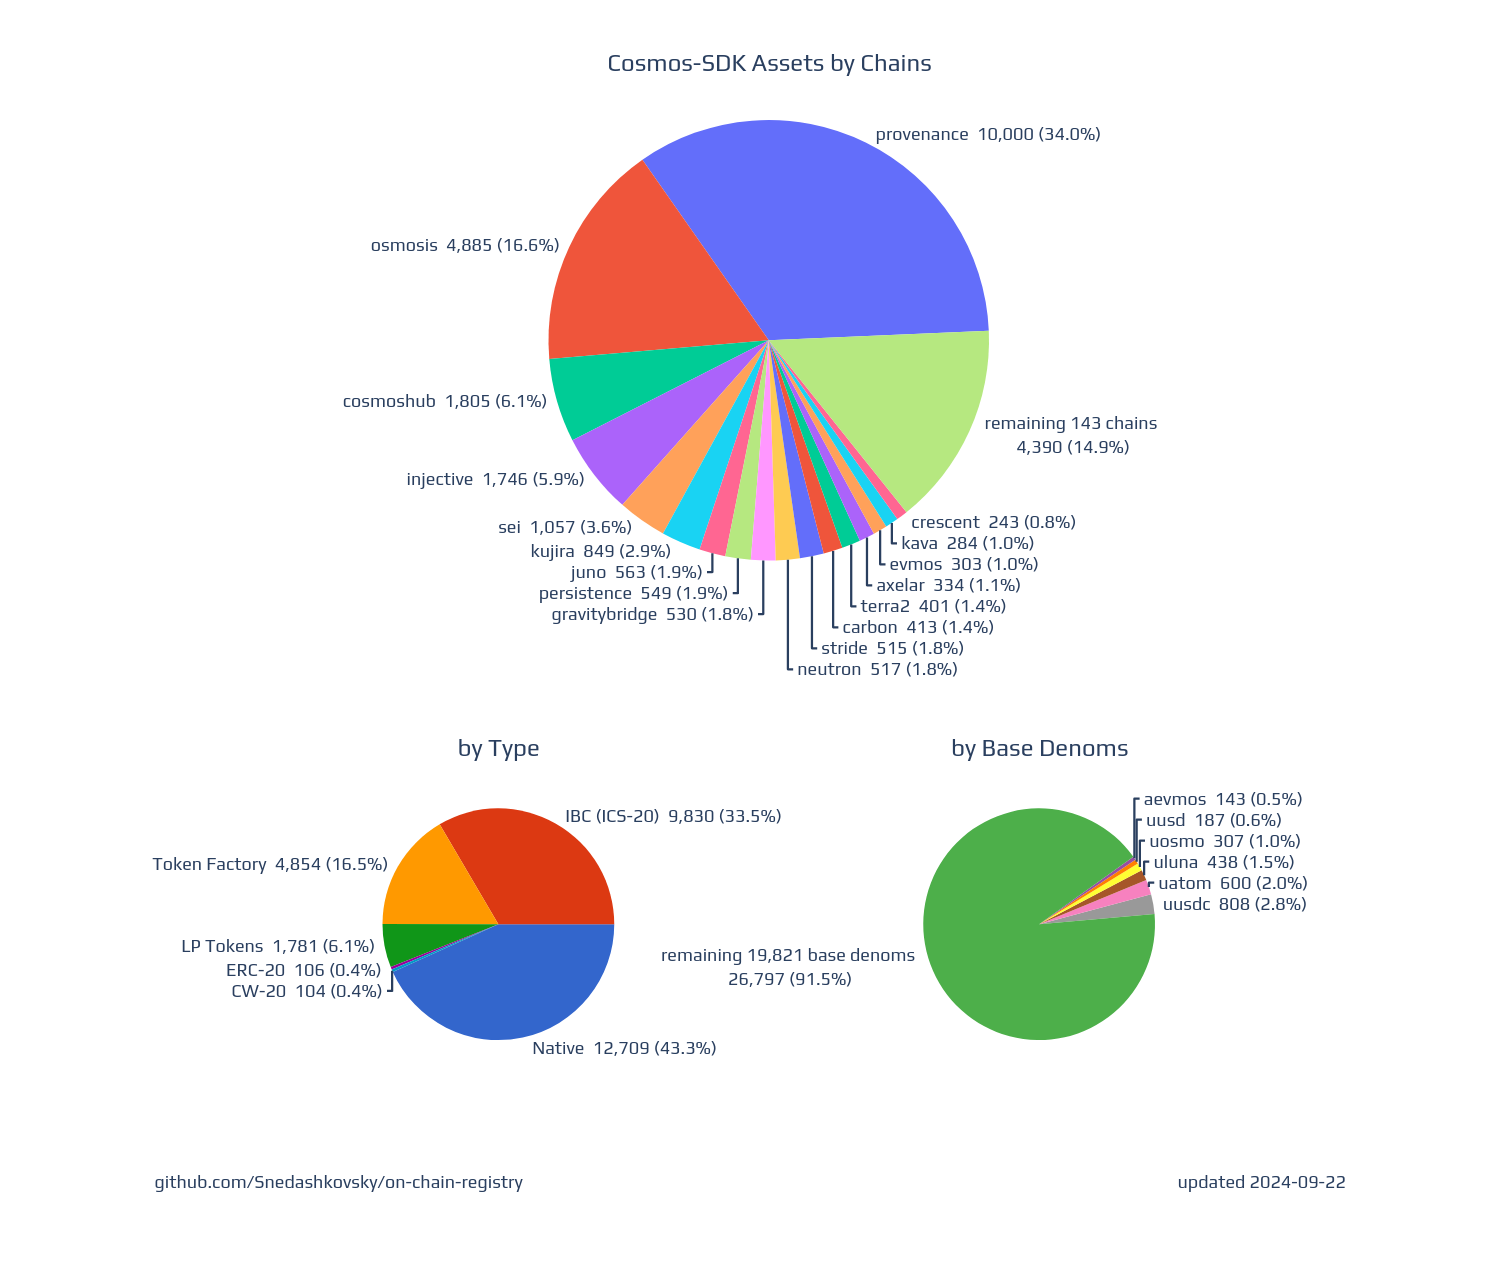 Cosmos-SDK Assets by Chains
provenance 10,000 (34.0%)
osmosis 4,885 (16.6%)
cosmoshub 1,805 (6.1%)
remaining 143 chains
4,390 (14.9%)
injective 1,746 (5.9%)
sei 1,057 (3.6%)
crescent 243 (0.8%)
kava 284 (1.0%)
kujira 849 (2.9%)
evmos 303 (1.0%)
juno 563 (1.9%)
axelar 334 (1.1%)
persistence 549 (1.9%)
terra2 401 (1.4%)
gravitybridge 530 (1.8%)
carbon 413 (1.4%)
stride 515 (1.8%)
neutron 517 (1.8%)
by Type
IBC (ICS-20) 9,830 (33.5%)
Token Factory 4,854 (16.5%)
LP Tokens 1,781 (6.1%)
ERC-20 106 (0.4%)
CW-20 104 (0.4%)
Native 12,709 (43.3%)
by Base Denoms
aevmos 143 (0.5%)
uusd 187 (0.6%)
uosmo 307 (1.0%)
uluna 438 (1.5%)
uatom 600 (2.0%)
uusdc 808 (2.8%)
remaining 19,821 base denoms
26,797 (91.5%)
github.com/Snedashkovsky/on-chain-registry
updated 2024-09-22